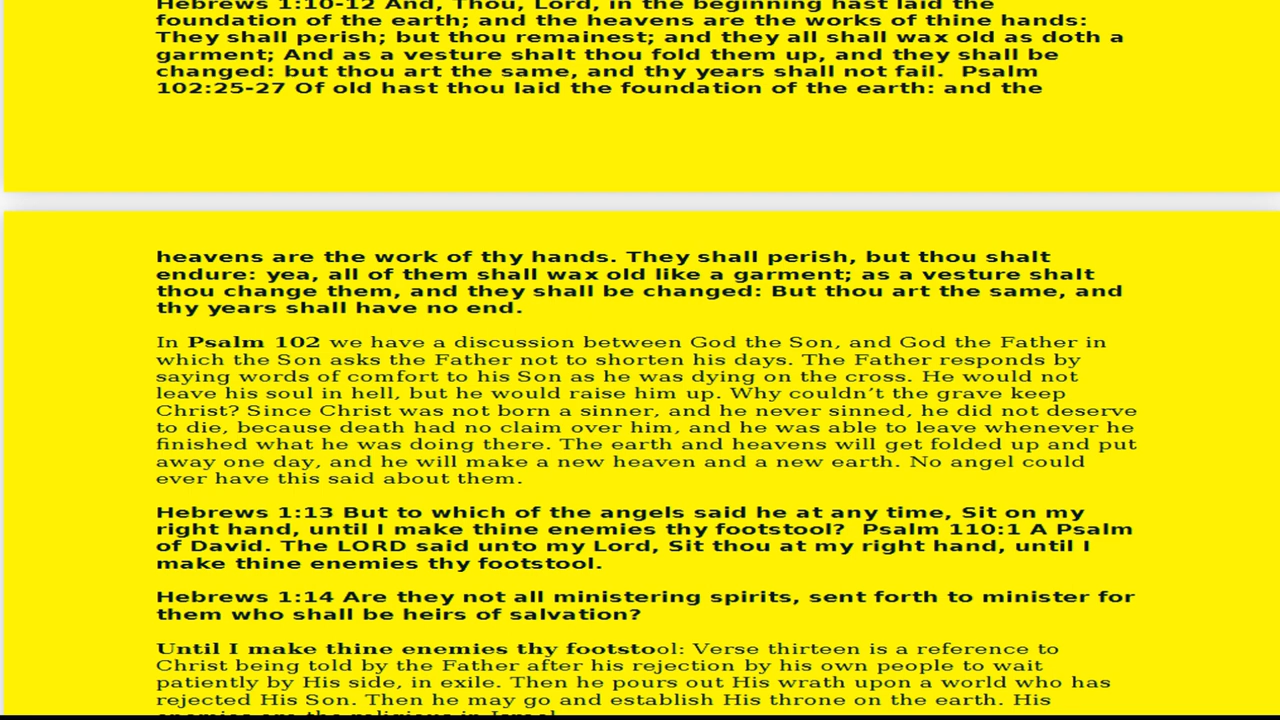 Hebrews 1:10-12 And, Thou, Lord, in the beginning hast laid the
foundation of the earth; and the heavens are the works of thine hands:
They shall perish; but thou remainest; and they all shall wax old as doth a
garment; And as a vesture shalt thou fold them up, and they shall be
changed: but thou art the same, and thy years shall not fail.  Psalm
102:25-27 Of old hast thou laid the foundation of the earth: and the
heavens are the work of thy hands. They shall perish, but thou shalt
endure: yea, all of them shall wax old like a garment; as a vesture shalt
thou change them, and they shall be changed: But thou art the same, and
thy years shall have no end.
In Psalm 102 we have a discussion between God the Son, and God the Father in
which the Son asks the Father not to shorten his days. The Father responds by
saying words of comfort to his Son as he was dying on the cross. He would not
leave his soul in hell, but he would raise him up. Why couldn’t the grave keep
Christ? Since Christ was not born a sinner, and he never sinned, he did not deserve
to die, because death had no claim over him, and he was able to leave whenever he
finished what he was doing there. The earth and heavens will get folded up and put
away one day, and he will make a new heaven and a new earth. No angel could
ever have this said about them.
Hebrews 1:13 But to which of the angels said he at any time, Sit on my
right hand, until I make thine enemies thy footstool?  Psalm 110:1 A Psalm
of David. The LORD said unto my Lord, Sit thou at my right hand, until I
make thine enemies thy footstool.
Hebrews 1:14 Are they not all ministering spirits, sent forth to minister for
them who shall be heirs of salvation?
Until I make thine enemies thy footstool: Verse thirteen is a reference to
Christ being told by the Father after his rejection by his own people to wait
patiently by His side, in exile. Then he pours out His wrath upon a world who has
rejected His Son. Then he may go and establish His throne on the earth. His
enemies are the religious in Israel